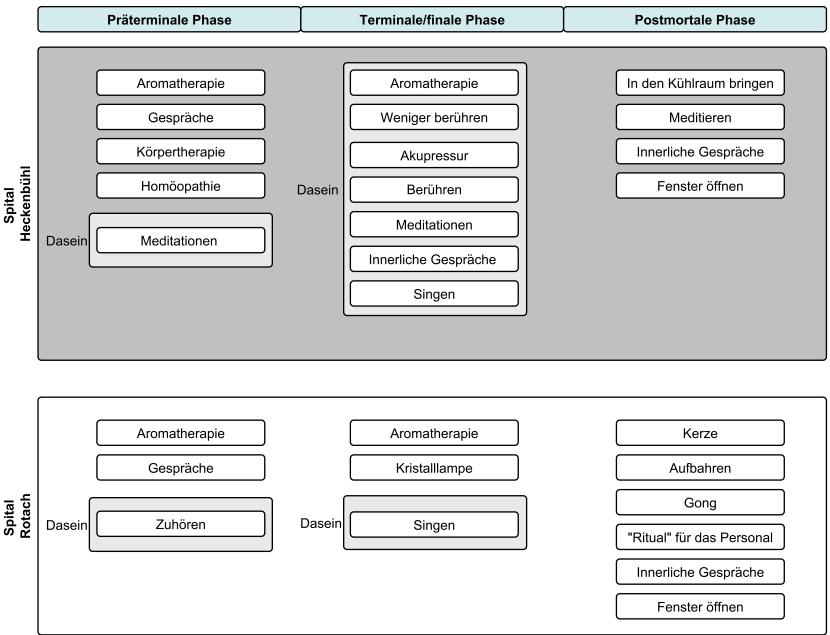 Präterminale Phase
Terminale/finale Phase
Postmortale Phase
Spital
Heckenbühl
Aromatherapie
Gespräche
Körpertherapie
Homöopathie
Dasein
Meditationen
Dasein
Aromatherapie
Weniger berühren
Akupressur
Berühren
Meditationen
Innerliche Gespräche
Singen
In den Kühlraum bringen
Meditieren
Innerliche Gespräche
Fenster öffnen
Spital
Rotach
Aromatherapie
Gespräche
Dasein
Zuhören
Aromatherapie
Kristalllampe
Dasein
Singen
Kerze
Aufbahren
Gong
"Ritual" für das Personal
Innerliche Gespräche
Fenster öffnen